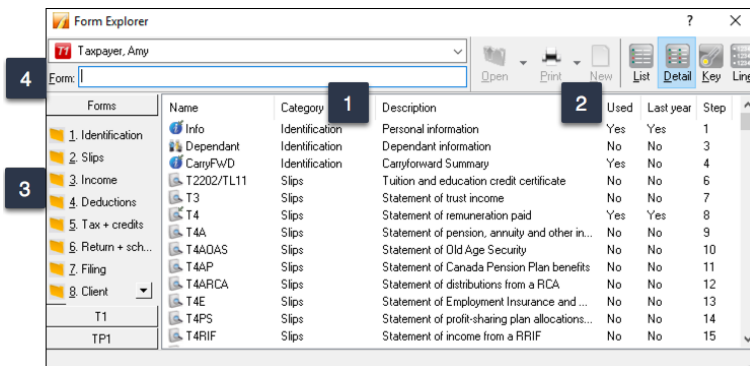 Form Explorer ? X
T1 Taxpayer, Amy
Open Print New List Detail Key Line
4
Form:
Forms
1. Identification
2. Slips
3
3. Income
4. Deductions
5. Tax + credits
6. Return + sch...
7. Filing
8. Client
T1
TP1
1
2
Name Category Description Used Last year Step
Info Identification Personal information Yes Yes 1
Dependant Identification Dependant information No No 3
CarryFWD Identification Carryforward Summary Yes No 4
T2202/TL11 Slips Tuition and education credit certificate No No 6
T3 Slips Statement of trust income No No 7
T4 Slips Statement of remuneration paid Yes Yes 8
T4A Slips Statement of pension, annuity and other in... No No 9
T4AOAS Slips Statement of Old Age Security No No 10
T4AP Slips Statement of Canada Pension Plan benefits No No 11
T4ARCA Slips Statement of distributions from a RCA No No 12
T4E Slips Statement of Employment Insurance and ... No No 13
T4PS Slips Statement of profit-sharing plan allocations... No No 14
T4RIF Slips Statement of income from a RRIF No No 15